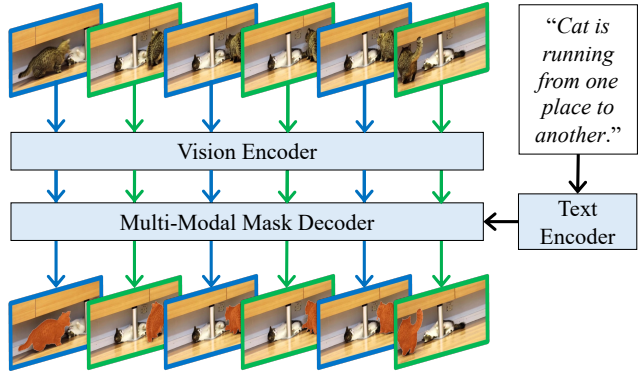 “Cat is
running
from one
place to
another.”
Vision Encoder
Multi-Modal Mask Decoder
Text
Encoder